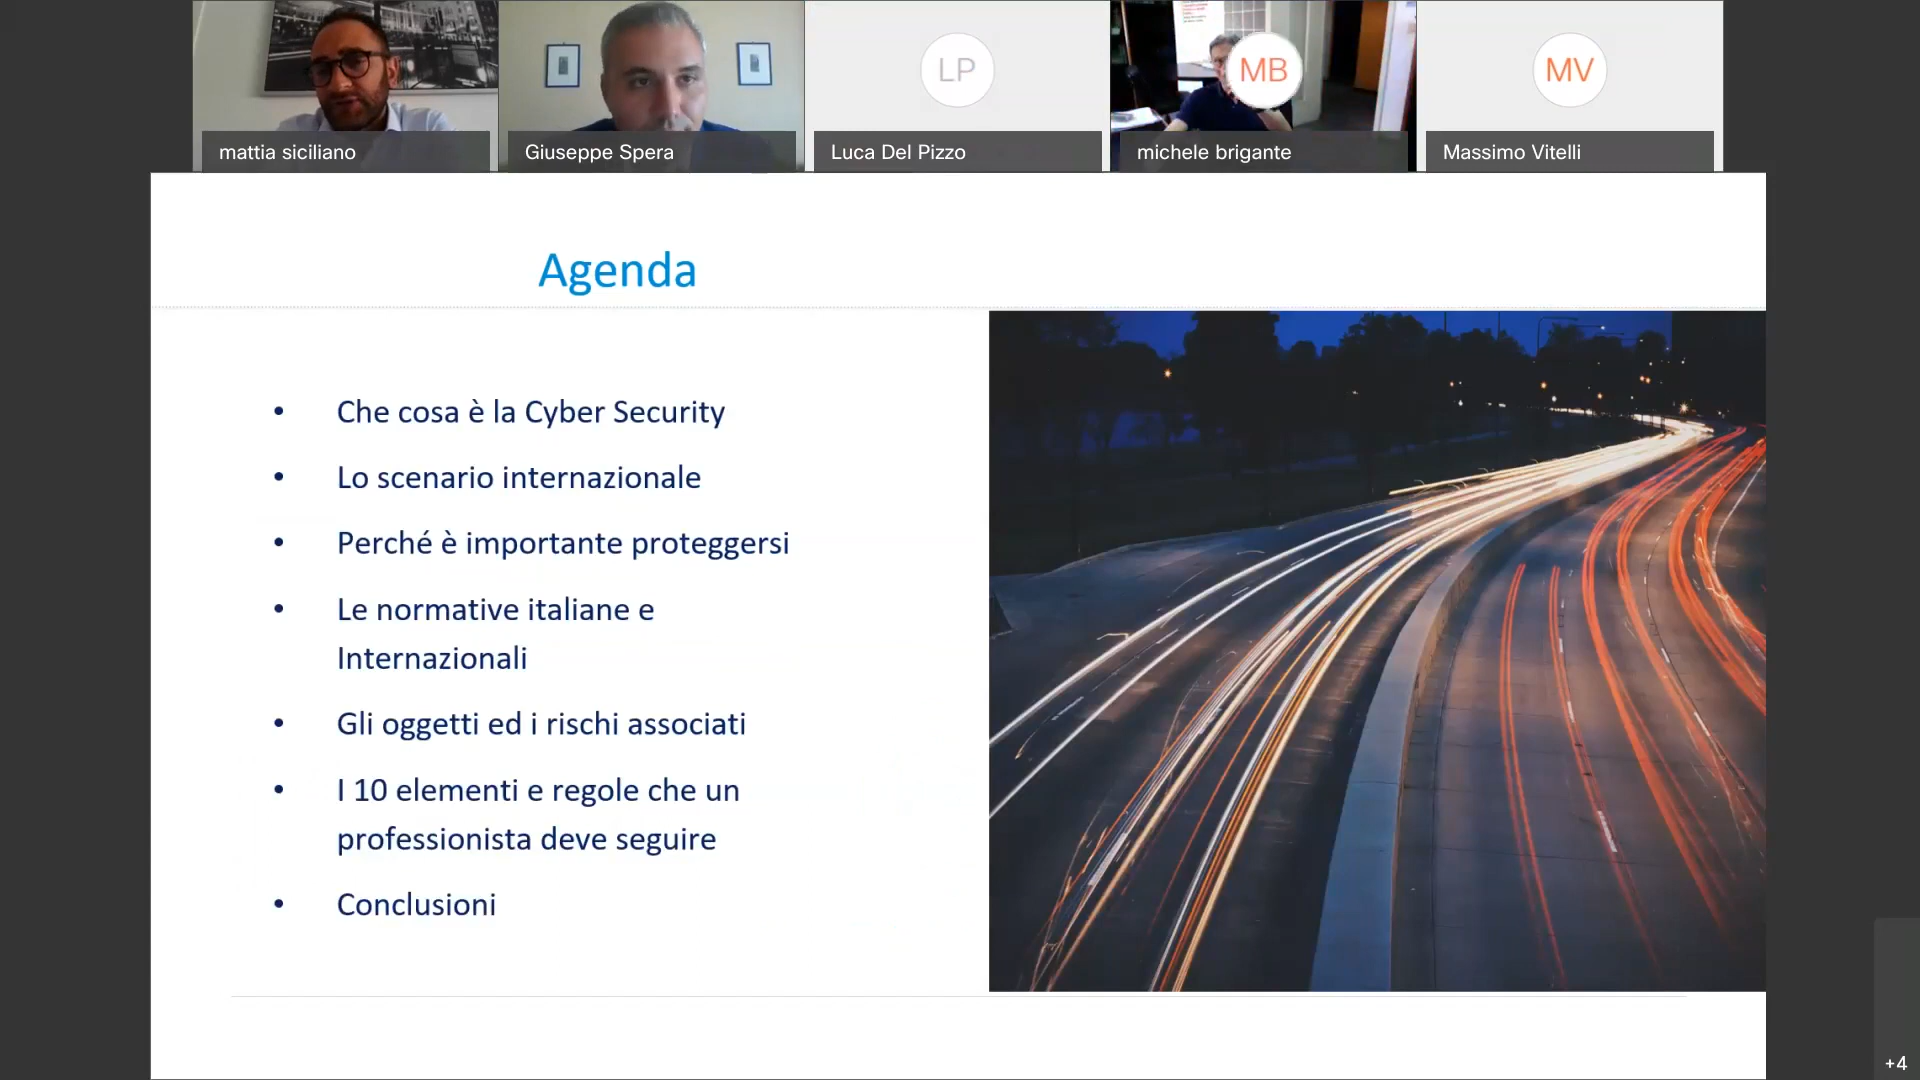 LP
MB
MV
mattia siciliano
Giuseppe Spera
Luca Del Pizzo
michele brigante
Massimo Vitelli
Agenda
• Che cosa è la Cyber Security
• Lo scenario internazionale
• Perché è importante proteggersi
• Le normative italiane e
Internazionali
• Gli oggetti ed i rischi associati
• I 10 elementi e regole che un
professionista deve seguire
• Conclusioni
+4